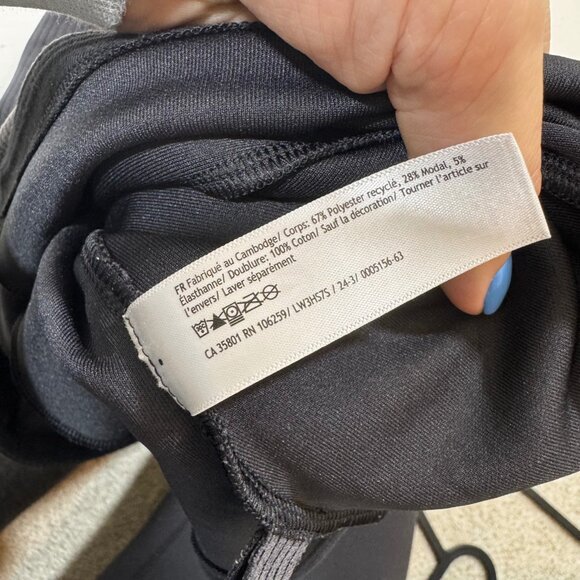 FR Fabriqué au Cambodge/ Corps: 67% Polyester recyclé, 28% Modal, 5%
Élasthanne/ Doublure: 100% Coton/ Sauf la décoration/ Tourner l'article sur
l'envers/ Laver séparément
CA 35801 RN 106259/ LW3HS7S / 24-3/ 0005156-63